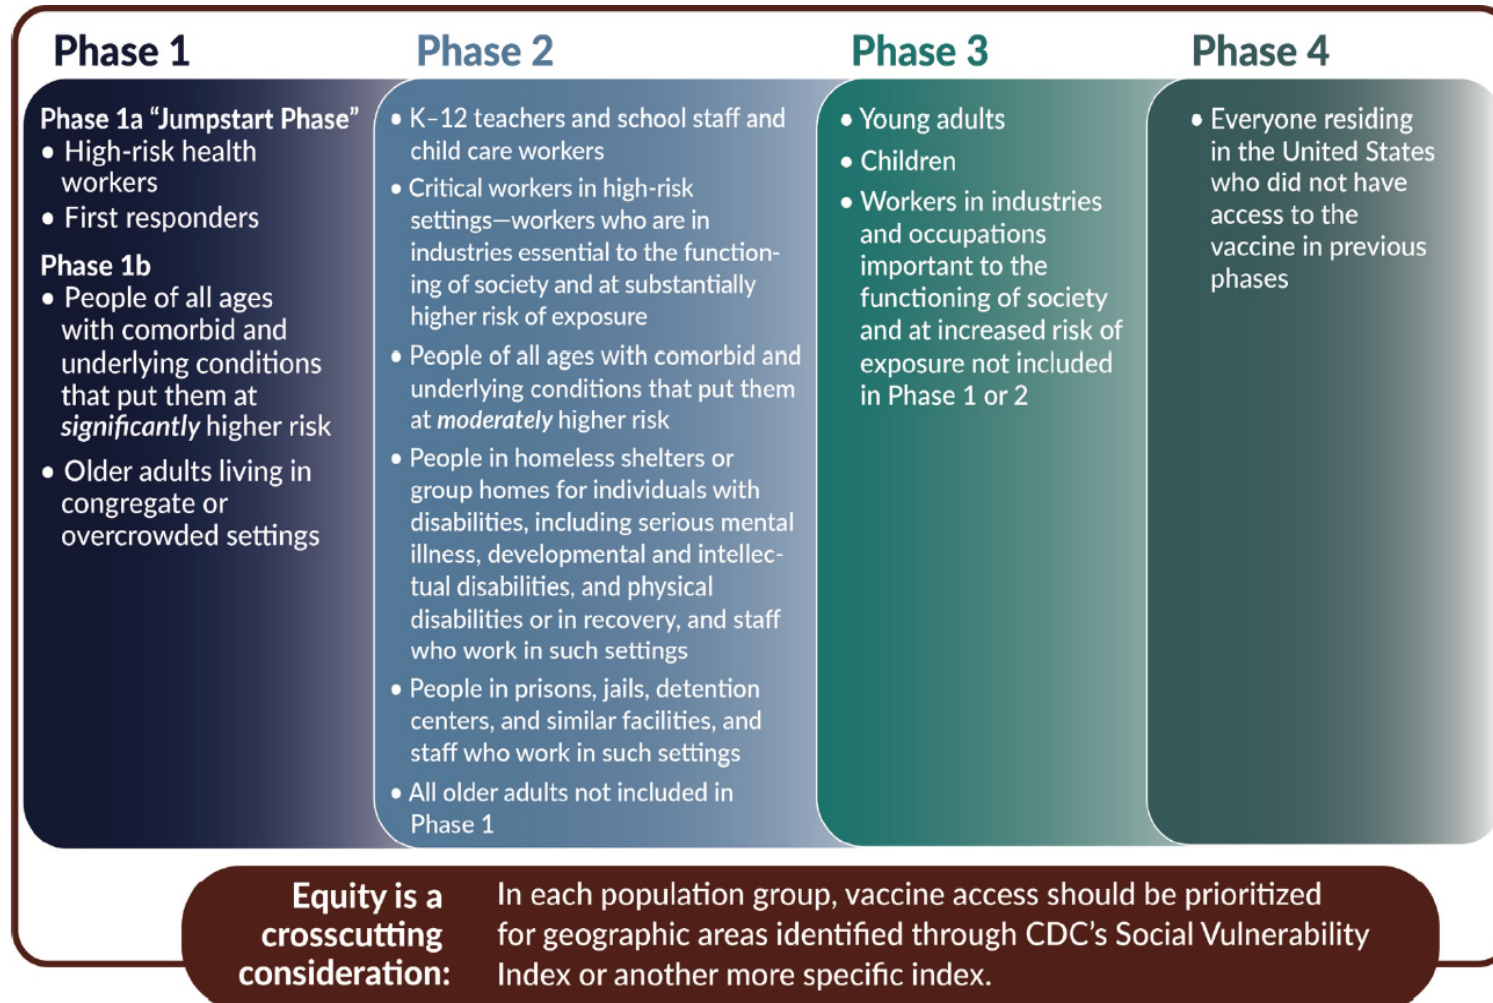 Phase 1
Phase 1a “Jumpstart Phase”
• High-risk health
workers
• First responders
Phase 1b
• People of all ages
with comorbid and
underlying conditions
that put them at
significantly higher risk
• Older adults living in
congregate or
overcrowded settings
Phase 2
• K–12 teachers and school staff and
child care workers
• Critical workers in high-risk
settings—workers who are in
industries essential to the function-
ing of society and at substantially
higher risk of exposure
• People of all ages with comorbid and
underlying conditions that put them
at moderately higher risk
• People in homeless shelters or
group homes for individuals with
disabilities, including serious mental
illness, developmental and intellec-
tual disabilities, and physical
disabilities or in recovery, and staff
who work in such settings
• People in prisons, jails, detention
centers, and similar facilities, and
staff who work in such settings
• All older adults not included in
Phase 1
Phase 3
• Young adults
• Children
• Workers in industries
and occupations
important to the
functioning of society
and at increased risk of
exposure not included
in Phase 1 or 2
Phase 4
• Everyone residing
in the United States
who did not have
access to the
vaccine in previous
phases
Equity is a
crosscutting
consideration:
In each population group, vaccine access should be prioritized
for geographic areas identified through CDC’s Social Vulnerability
Index or another more specific index.